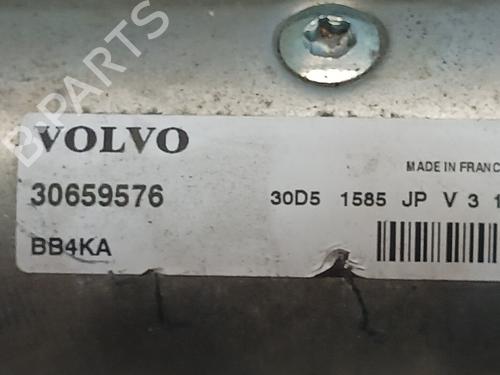 B-PARTS
VOLVO
MADE IN FRANC
30659576
30D5 1585 JP V 3 1
BB4KA